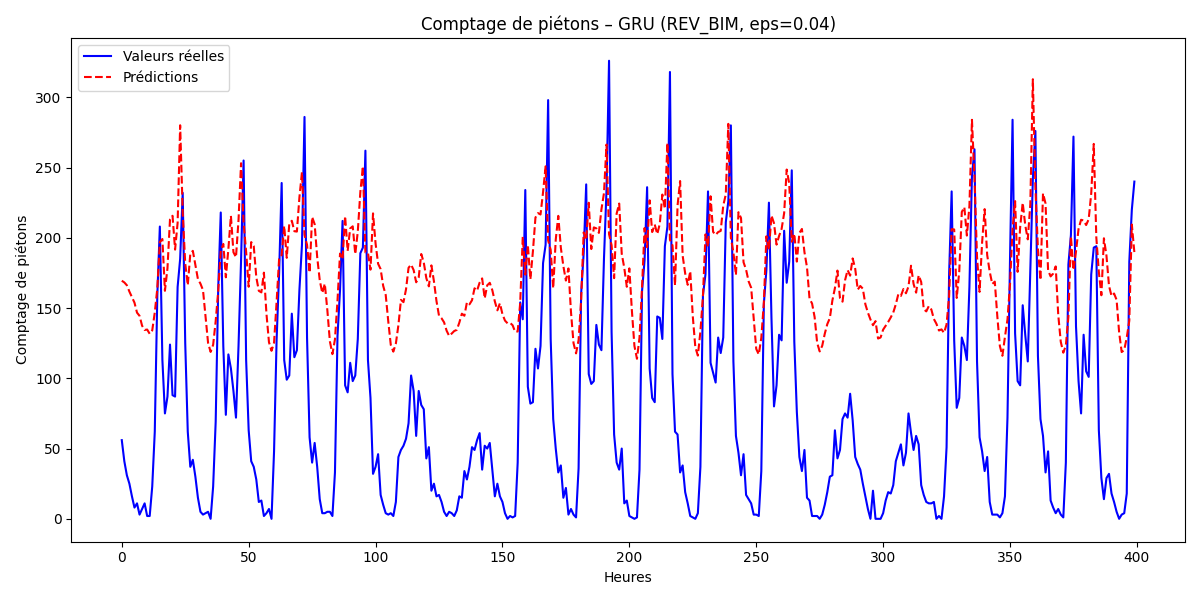 Comptage de piétons – GRU (REV_BIM, eps=0.04)
Valeurs réelles
Prédictions
Comptage de piétons
300
250
200
150
100
50
0
0 50 100 150 200 250 300 350 400
Heures